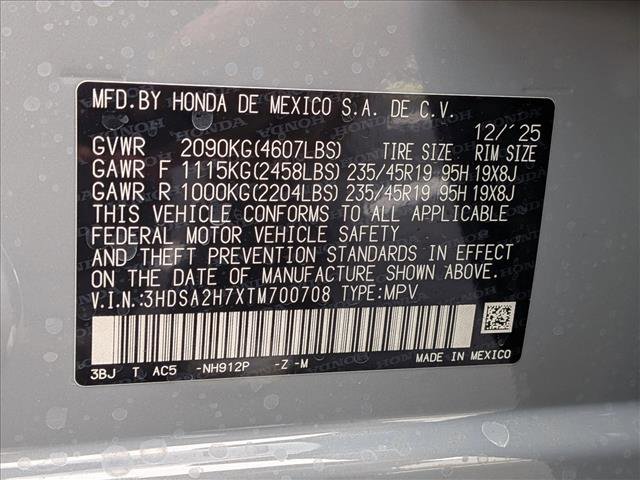 MFD.BY HONDA DE MEXICO S.A. DE C.V.
12/'25
GVWR 2090KG(4607LBS) TIRE SIZE RIM SIZE
GAWR F 1115KG(2458LBS) 235/45R19 95H 19X8J
GAWR R 1000KG(2204LBS) 235/45R19 95H 19X8J
THIS VEHICLE CONFORMS TO ALL APPLICABLE
FEDERAL MOTOR VEHICLE SAFETY
AND THEFT PREVENTION STANDARDS IN EFFECT
ON THE DATE OF MANUFACTURE SHOWN ABOVE.
V.I.N.:3HDSA2H7XTM700708 TYPE:MPV
3BJ T AC5 -NH912P -Z -M MADE IN MEXICO